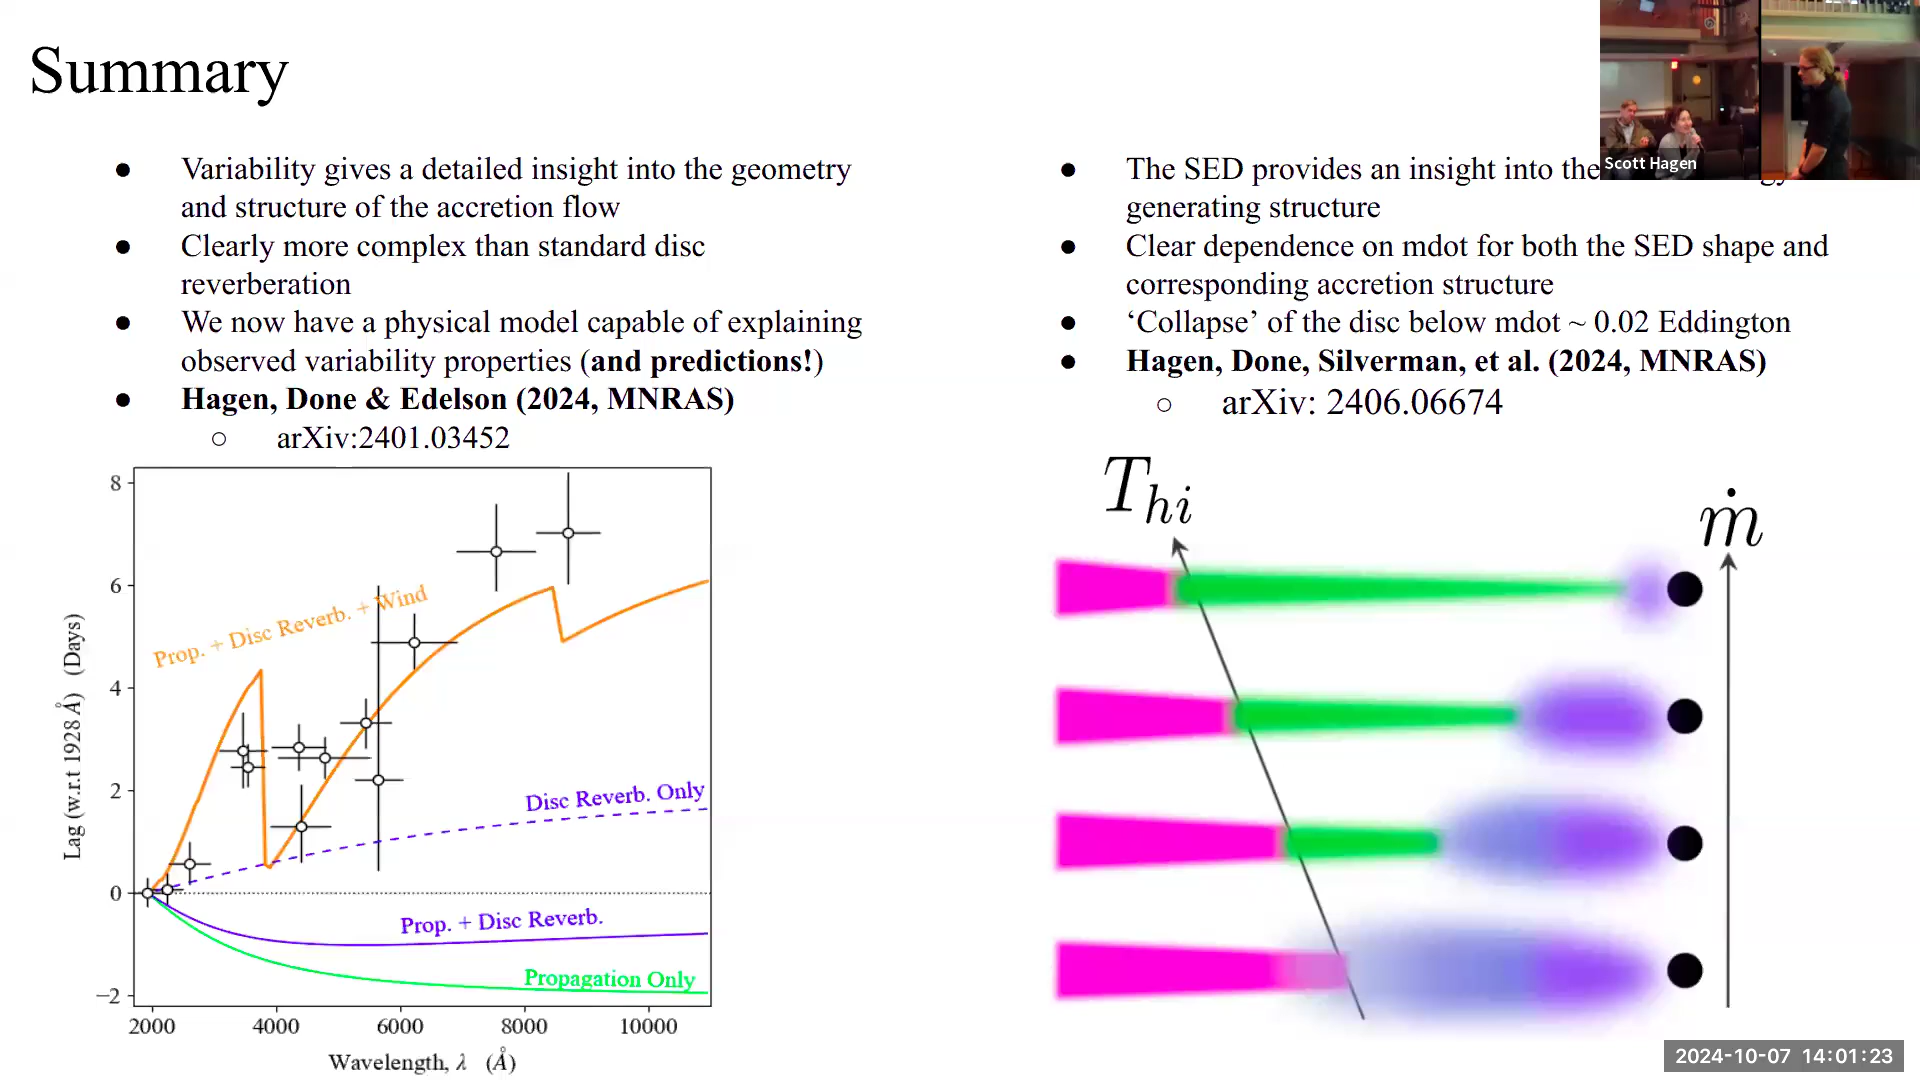 Summary
● Variability gives a detailed insight into the geometry
and structure of the accretion flow
● Clearly more complex than standard disc
reverberation
● We now have a physical model capable of explaining
observed variability properties (and predictions!)
● Hagen, Done & Edelson (2024, MNRAS)
○ arXiv:2401.03452
8
6
4
2
0
−2
Lag (w.r.t 1928 Å) (Days)
Prop. + Disc Reverb. + Wind
Disc Reverb. Only
Prop. + Disc Reverb.
Propagation Only
2000 4000 6000 8000 10000
Wavelength, λ (Å)
Scott Hagen
● The SED provides an insight into the
generating structure
● Clear dependence on mdot for both the SED shape and
corresponding accretion structure
● ‘Collapse’ of the disc below mdot ~ 0.02 Eddington
● Hagen, Done, Silverman, et al. (2024, MNRAS)
○ arXiv: 2406.06674
T_hi
ṁ
2024-10-07 14:01:23